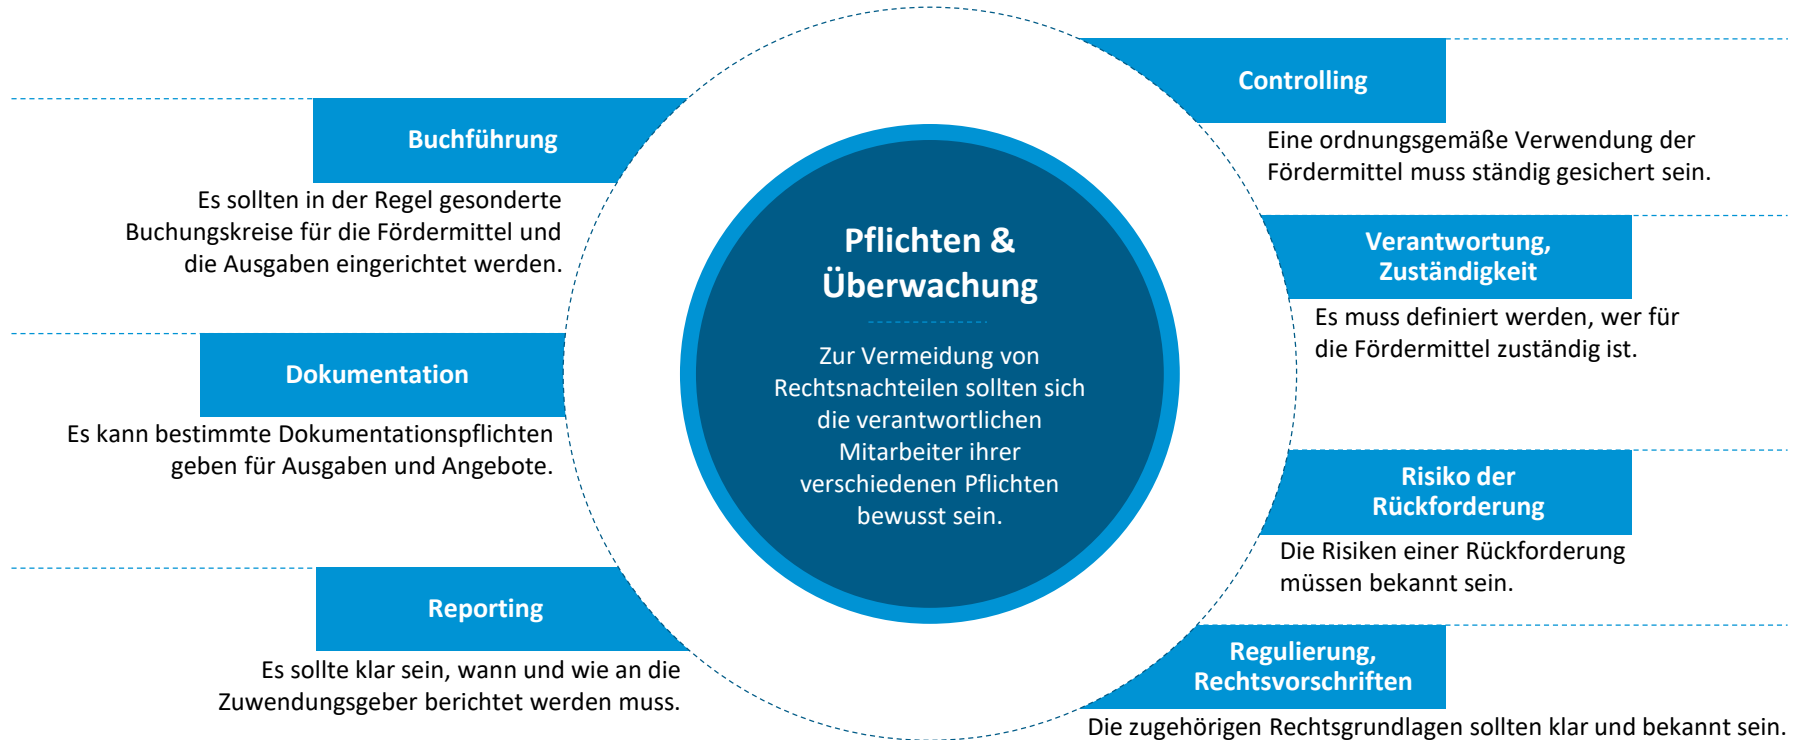 Buchführung
Es sollten in der Regel gesonderte
Buchungskreise für die Fördermittel und
die Ausgaben eingerichtet werden.
Dokumentation
Es kann bestimmte Dokumentationspflichten
geben für Ausgaben und Angebote.
Reporting
Es sollte klar sein, wann und wie an die
Zuwendungsgeber berichtet werden muss.
Pflichten &
Überwachung
Zur Vermeidung von
Rechtsnachteilen sollten sich
die verantwortlichen
Mitarbeiter ihrer
verschiedenen Pflichten
bewusst sein.
Controlling
Eine ordnungsgemäße Verwendung der
Fördermittel muss ständig gesichert sein.
Verantwortung,
Zuständigkeit
Es muss definiert werden, wer für
die Fördermittel zuständig ist.
Risiko der
Rückforderung
Die Risiken einer Rückforderung
müssen bekannt sein.
Regulierung,
Rechtsvorschriften
Die zugehörigen Rechtsgrundlagen sollten klar und bekannt sein.